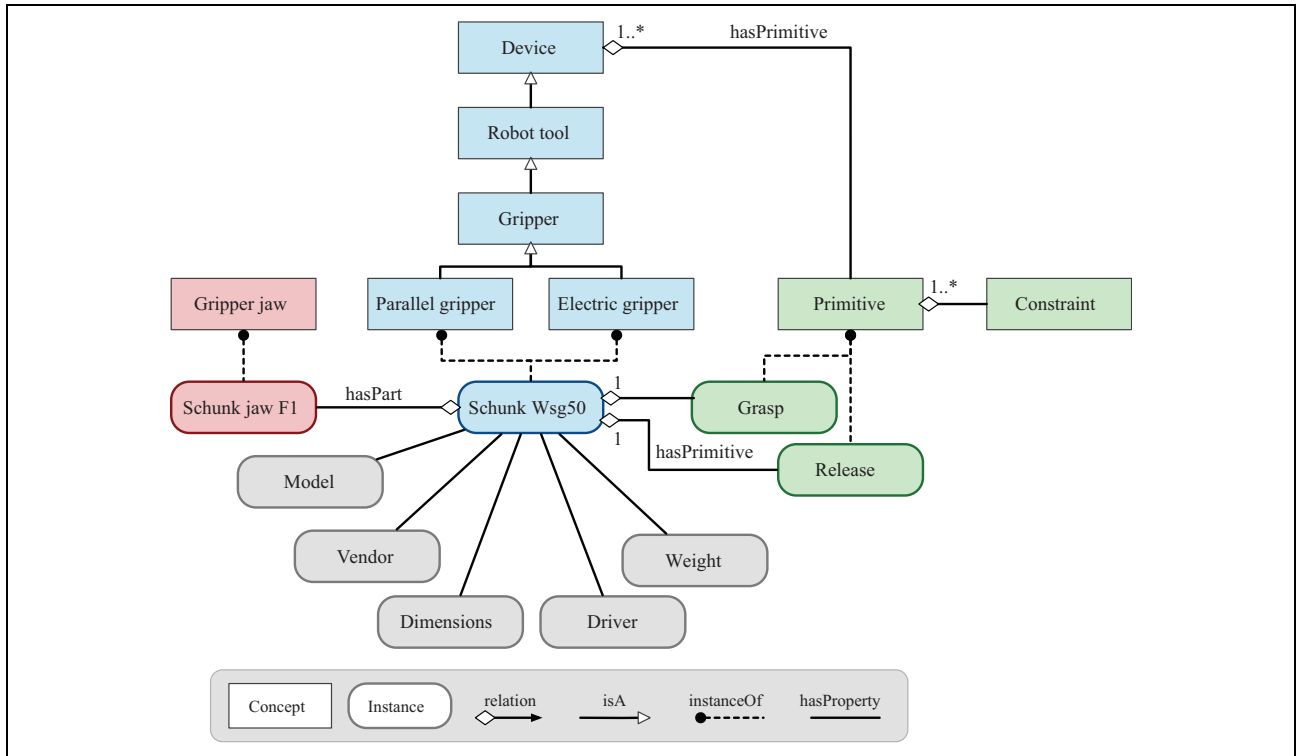 Device
1..*
hasPrimitive
Robot tool
Gripper
Gripper jaw
Parallel gripper
Electric gripper
Primitive
1..*
Constraint
Schunk jaw F1
hasPart
Schunk Wsg50
1
Grasp
1
hasPrimitive
Release
Model
Vendor
Weight
Dimensions
Driver
Concept
Instance
relation
isA
instanceOf
hasProperty